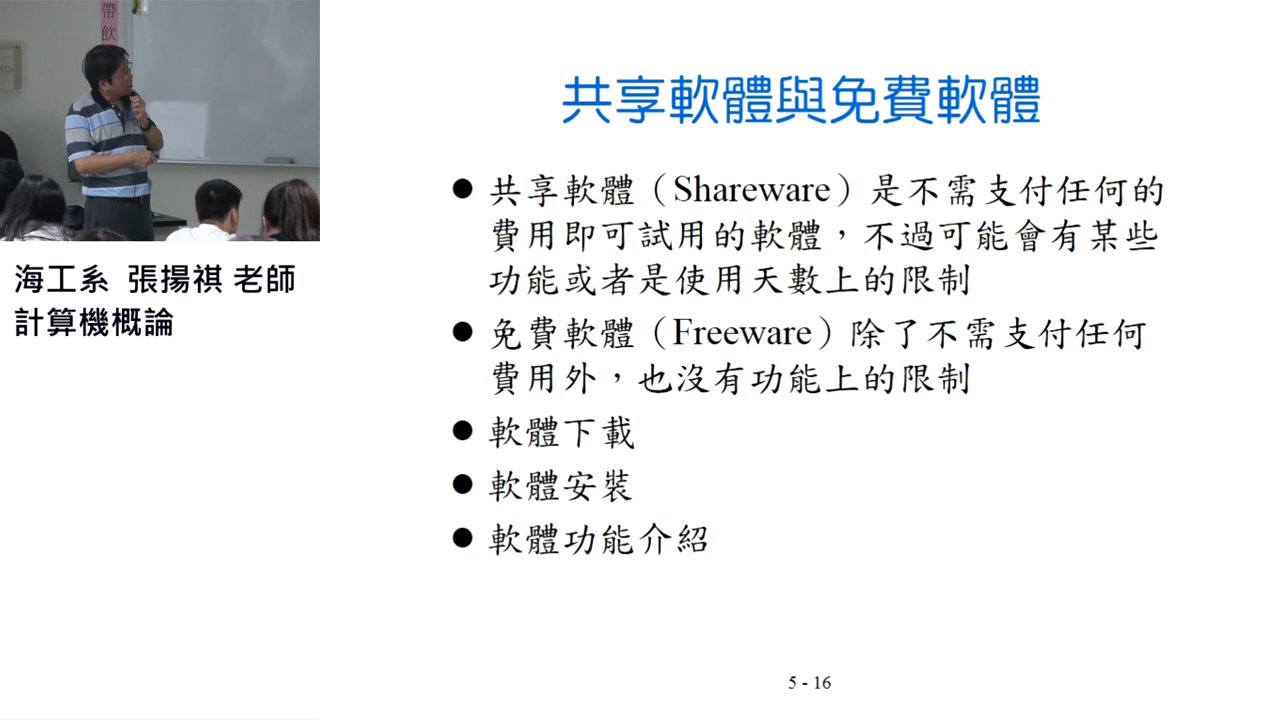 帶
飲
海工系 張揚祺 老師
計算機概論
共享軟體與免費軟體
● 共享軟體（Shareware）是不需支付任何的
費用即可試用的軟體，不過可能會有某些
功能或者是使用天數上的限制
● 免費軟體（Freeware）除了不需支付任何
費用外，也沒有功能上的限制
● 軟體下載
● 軟體安裝
● 軟體功能介紹
5 - 16